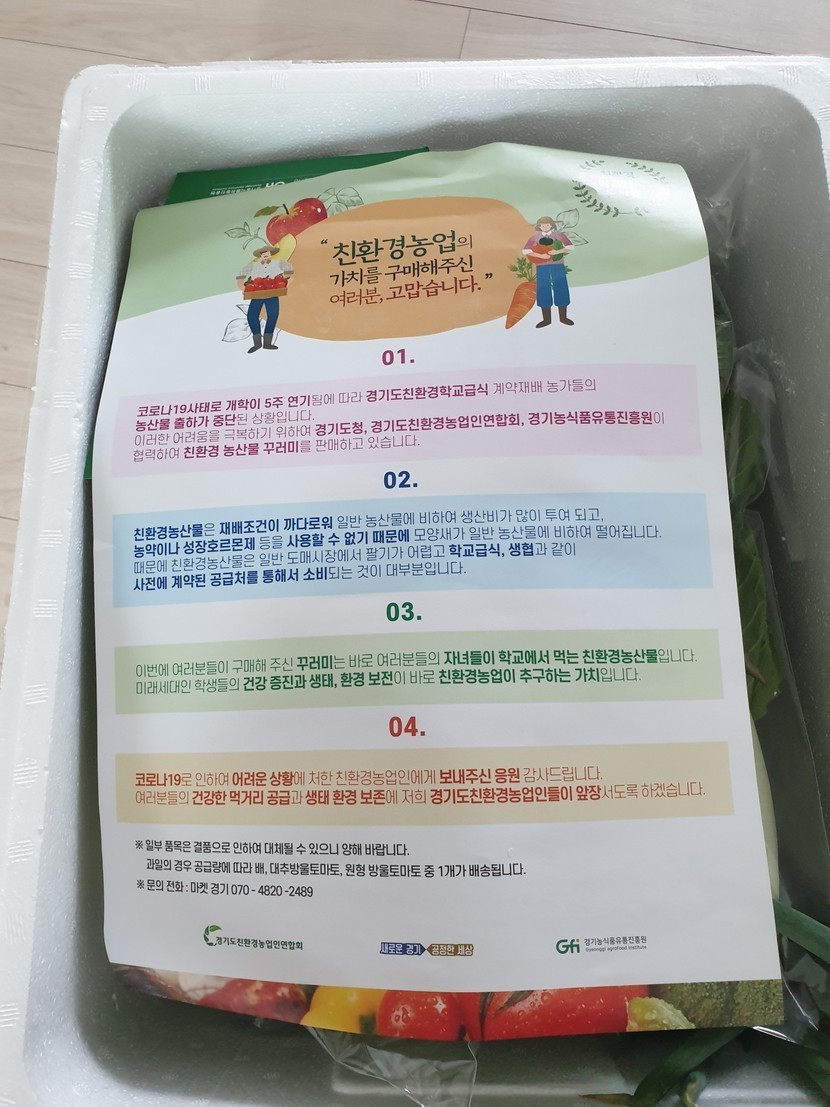 “ 친환경농업의
가치를 구매해주신
여러분, 고맙습니다. ”
01.
코로나19사태로 개학이 5주 연기됨에 따라 경기도친환경학교급식 계약재배 농가들의
농산물 출하가 중단된 상황입니다.
이러한 어려움을 극복하기 위하여 경기도청, 경기도친환경농업인연합회, 경기농식품유통진흥원이
협력하여 친환경 농산물 꾸러미를 판매하고 있습니다.
02.
친환경농산물은 재배조건이 까다로워 일반 농산물에 비하여 생산비가 많이 투여 되고,
농약이나 성장호르몬제 등을 사용할 수 없기 때문에 모양새가 일반 농산물에 비하여 떨어집니다.
때문에 친환경농산물은 일반 도매시장에서 팔기가 어렵고 학교급식, 생협과 같이
사전에 계약된 공급처를 통해서 소비되는 것이 대부분입니다.
03.
이번에 여러분들이 구매해 주신 꾸러미는 바로 여러분들의 자녀들이 학교에서 먹는 친환경농산물입니다.
미래세대인 학생들의 건강 증진과 생태, 환경 보전이 바로 친환경농업이 추구하는 가치입니다.
04.
코로나19로 인하여 어려운 상황에 처한 친환경농업인에게 보내주신 응원 감사드립니다.
여러분들의 건강한 먹거리 공급과 생태 환경 보존에 저희 경기도친환경농업인들이 앞장서도록 하겠습니다.
※ 일부 품목은 결품으로 인하여 대체될 수 있으니 양해 바랍니다.
과일의 경우 공급량에 따라 배, 대추방울토마토, 원형 방울토마토 중 1개가 배송됩니다.
※ 문의 전화 : 마켓 경기 070 - 4820 -2489
경기도친환경농업인연합회
새로운 경기 공정한 세상
Gfi 경기농식품유통진흥원
Gyeonggi agrofood institute